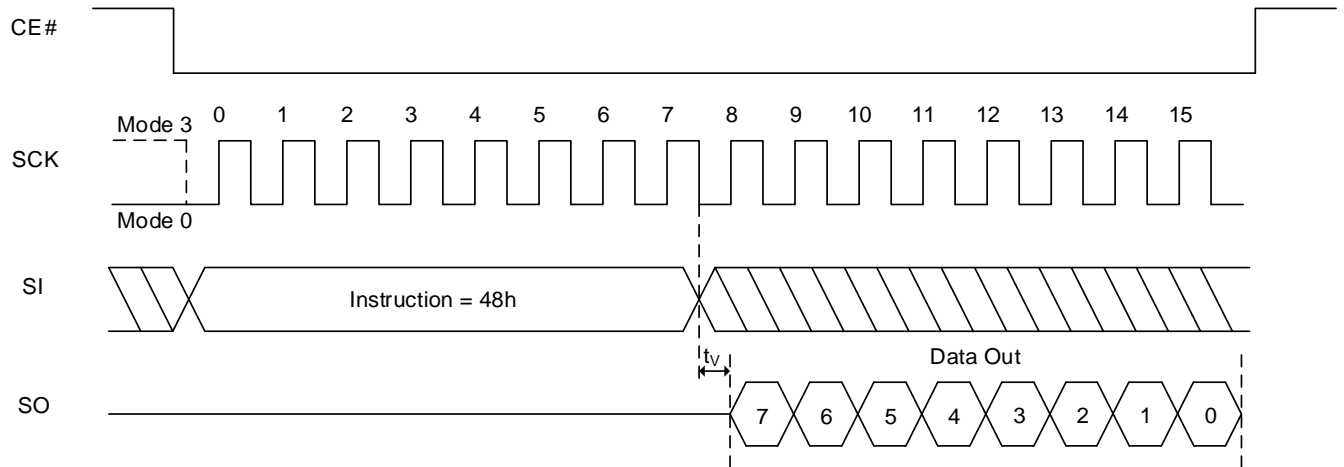 CE#
0 1 2 3 4 5 6 7 8 9 10 11 12 13 14 15
Mode 3
SCK
Mode 0
SI
Instruction = 48h
tV
Data Out
SO
7 6 5 4 3 2 1 0